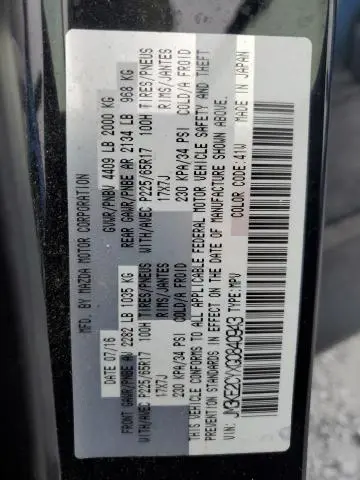 MFD. BY MAZDA MOTOR CORPORATION
DATE: 07/16 GVWR/PNBV 4409 LB 2000 KG
FRONT GAWR/PNBE AV 2282 LB 1035 KG REAR GAWR/PNBE AR 2134 LB 968 KG
WITH/AVEC P225/65R17 100H TIRES/PNEUS WITH/AVEC P225/65R17 100H TIRES/PNEUS
17X7J RIMS/JANTES 17X7J RIMS/JANTES
230 KPA/34 PSI COLD/A FROID 230 KPA/34 PSI COLD/A FROID
THIS VEHICLE CONFORMS TO ALL APPLICABLE FEDERAL MOTOR VEHICLE SAFETY AND THEFT
PREVENTION STANDARDS IN EFFECT ON THE DATE OF MANUFACTURE SHOWN ABOVE.
MADE IN JAPAN
VIN: TYPE: MPV COLOR CODE: 41W